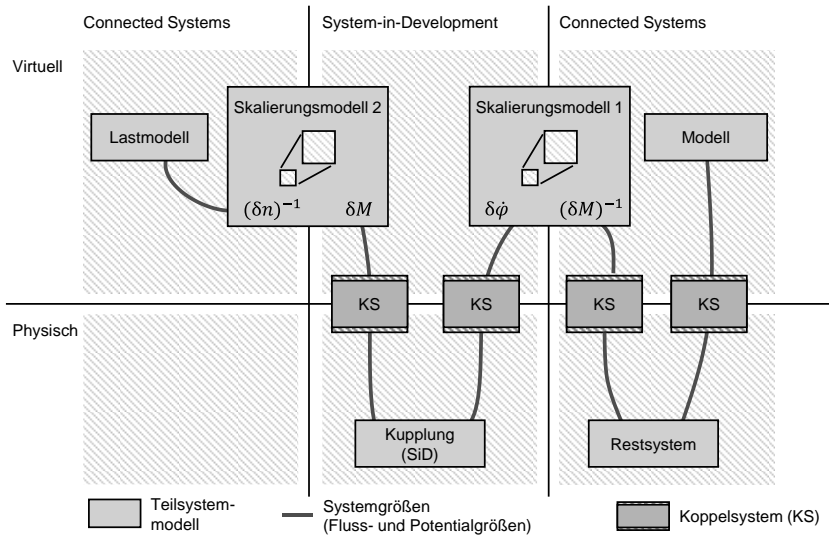 Connected Systems
System-in-Development
Connected Systems
Virtuell
Skalierungsmodell 2
Skalierungsmodell 1
Lastmodell
Modell
(δn)⁻¹
δM
δφ̇
(δM)⁻¹
KS
KS
KS
KS
Physisch
Kupplung
(SiD)
Restsystem
Teilsystem-
modell
Systemgrößen
(Fluss- und Potentialgrößen)
Koppelsystem (KS)